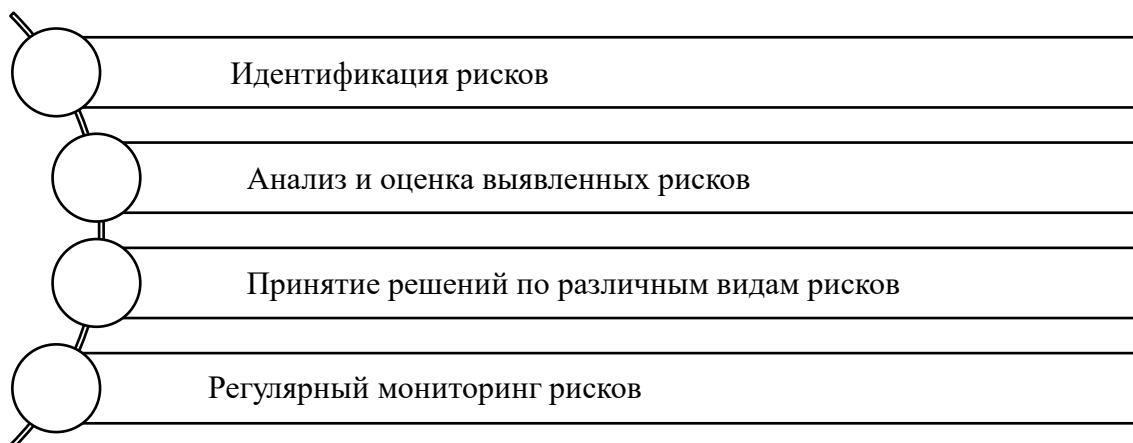 Идентификация рисков
Анализ и оценка выявленных рисков
Принятие решений по различным видам рисков
Регулярный мониторинг рисков